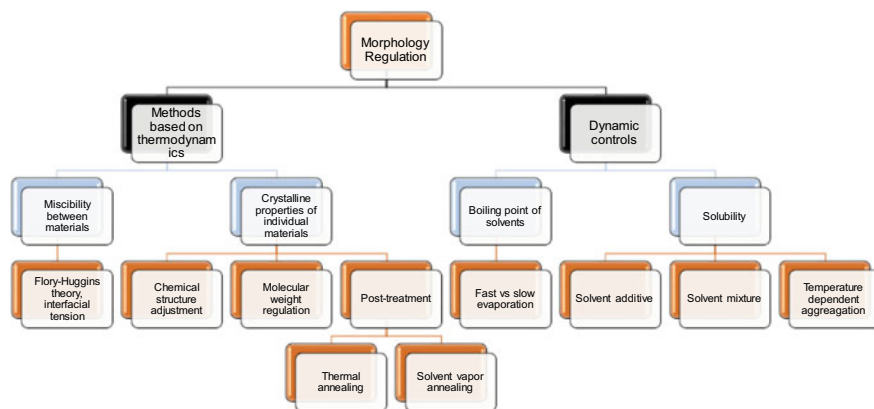 Morphology
Regulation
Methods
based on
thermodynam
ics
Dynamic
controls
Miscibility
between
materials
Crystalline
properties of
individual
materials
Boiling point of
solvents
Solubility
Flory-Huggins
theory,
interfacial
tension
Chemical
structure
adjustment
Molecular
weight
regulation
Post-treatment
Fast vs slow
evaporation
Solvent additive
Solvent mixture
Temperature
dependent
aggreagation
Thermal
annealing
Solvent vapor
annealing